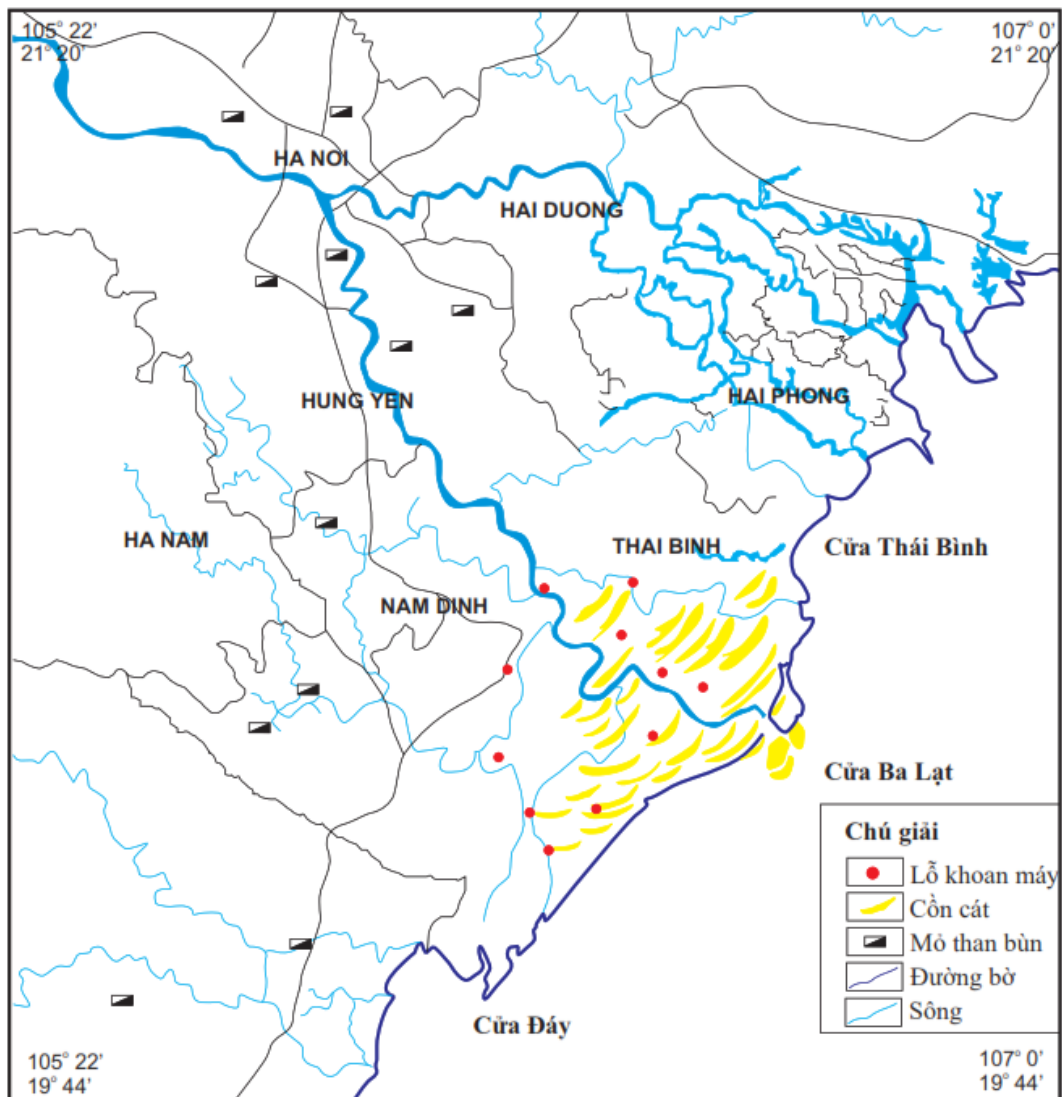 105° 22’
21° 20’
107° 0’
21° 20’
HA NOI
HAI DUONG
HUNG YEN
HAI PHONG
HA NAM
THAI BINH
Cửa Thái Bình
NAM DINH
Cửa Ba Lạt
Chú giải
Lỗ khoan máy
Cồn cát
Mỏ than bùn
Đường bờ
Sông
Cửa Đáy
105° 22’
19° 44’
107° 0’
19° 44’